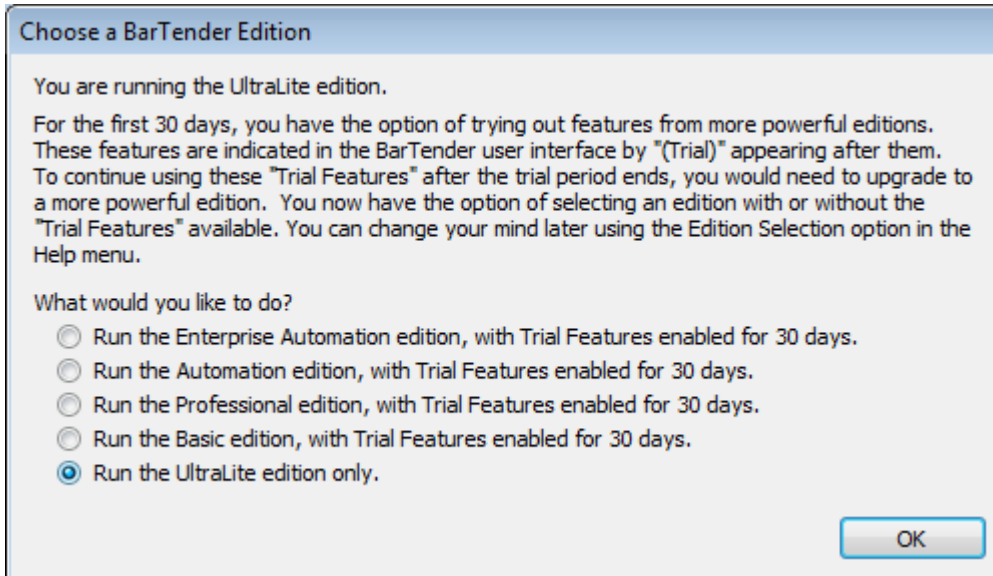 Choose a BarTender Edition
You are running the UltraLite edition.
For the first 30 days, you have the option of trying out features from more powerful editions.
These features are indicated in the BarTender user interface by "(Trial)" appearing after them.
To continue using these "Trial Features" after the trial period ends, you would need to upgrade to
a more powerful edition.  You now have the option of selecting an edition with or without the
"Trial Features" available. You can change your mind later using the Edition Selection option in the
Help menu.
What would you like to do?
Run the Enterprise Automation edition, with Trial Features enabled for 30 days.
Run the Automation edition, with Trial Features enabled for 30 days.
Run the Professional edition, with Trial Features enabled for 30 days.
Run the Basic edition, with Trial Features enabled for 30 days.
Run the UltraLite edition only.
OK